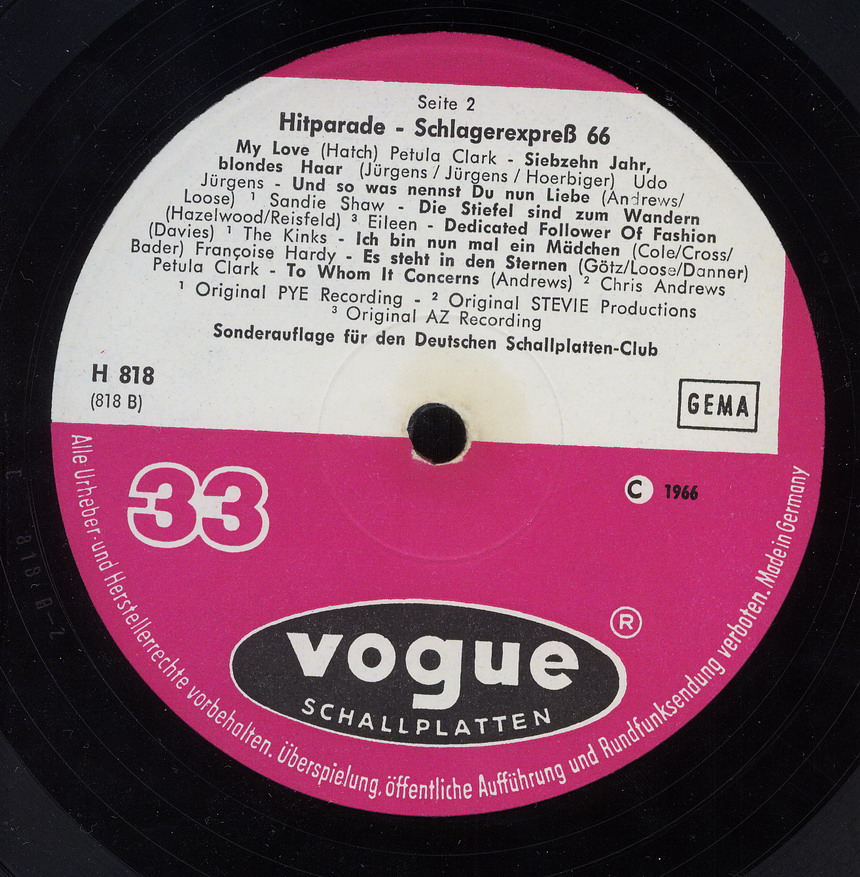 Seite 2
Hitparade - Schlagerexpreß 66
My Love (Hatch) Petula Clark - Siebzehn Jahr,
blondes Haar (Jürgens / Jürgens / Hoerbiger) Udo
Jürgens - Und so was nennst Du nun Liebe (Andrews/
Loose) ¹ Sandie Shaw - Die Stiefel sind zum Wandern
(Hazelwood/Reisfeld) ³ Eileen - Dedicated Follower Of Fashion
(Davies) ¹ The Kinks - Ich bin nun mal ein Mädchen (Cole/Cross/
Bader) Françoise Hardy - Es steht in den Sternen (Götz/Loose/Danner)
Petula Clark - To Whom It Concerns (Andrews) ² Chris Andrews
¹ Original PYE Recording - ² Original STEVIE Productions
³ Original AZ Recording
Sonderauflage für den Deutschen Schallplatten-Club
H 818
(818 B)
GEMA
33
C 1966
vogue ®
SCHALLPLATTEN
Alle Urheber- und Herstellerrechte vorbehalten. Überspielung, öffentliche Aufführung und Rundfunksendung verboten. Made in Germany